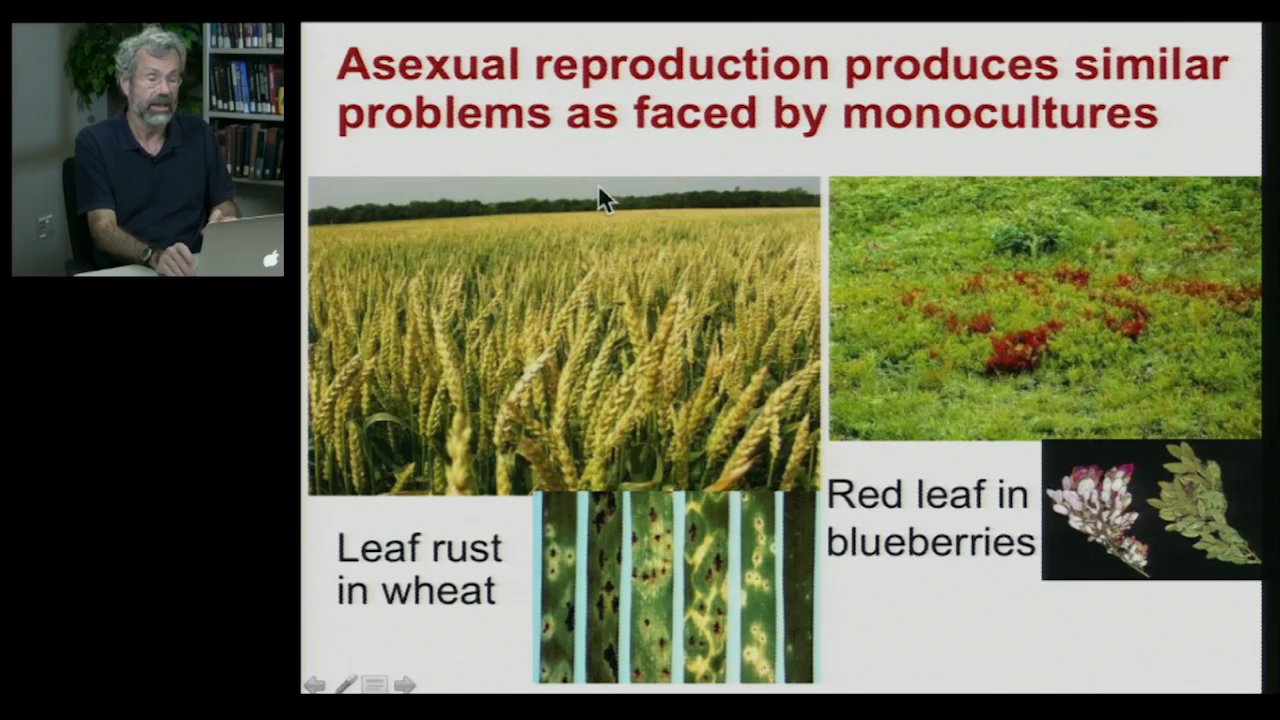 Asexual reproduction produces similar
problems as faced by monocultures
Leaf rust
in wheat
Red leaf in
blueberries